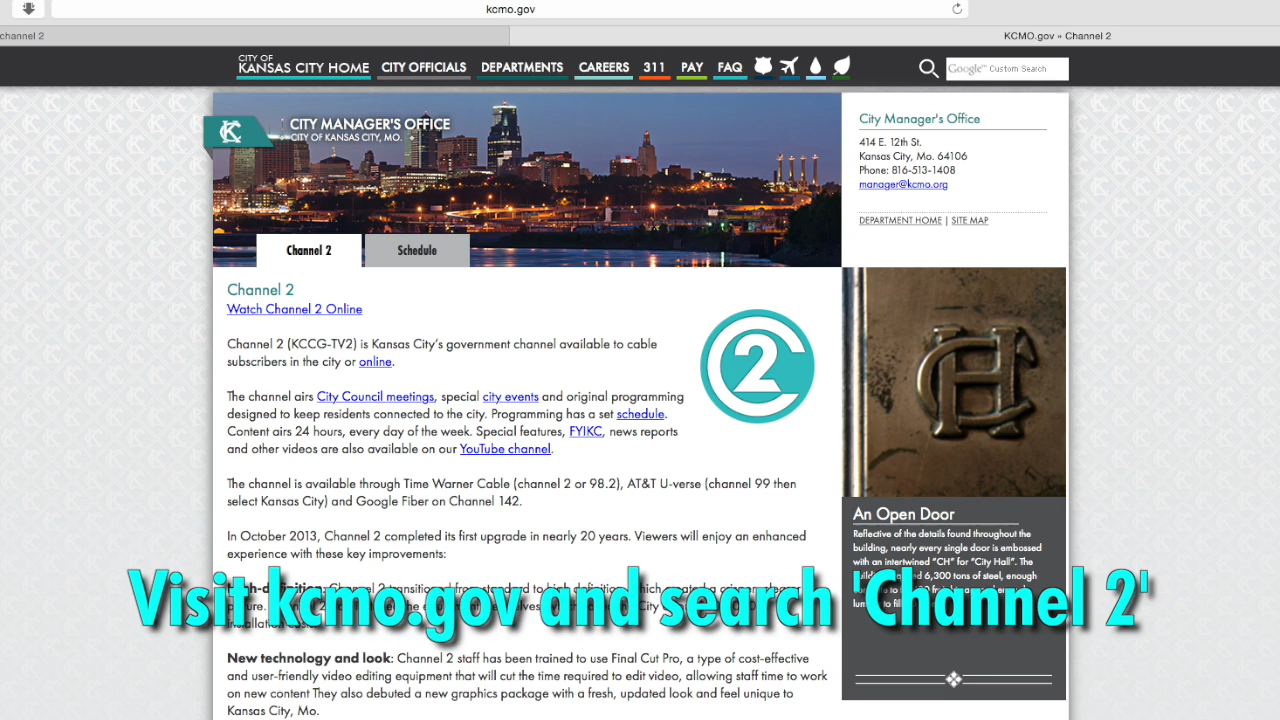 kcmo.gov
channel 2
KCMO.gov » Channel 2
CITY OF
KANSAS CITY HOME CITY OFFICIALS DEPARTMENTS CAREERS 311 PAY FAQ Google™ Custom Search
KC CITY MANAGER'S OFFICE
CITY OF KANSAS CITY, MO.
Channel 2 Schedule
City Manager's Office
414 E. 12th St.
Kansas City, Mo. 64106
Phone: 816-513-1408
manager@kcmo.org
DEPARTMENT HOME | SITE MAP
Channel 2
Watch Channel 2 Online
Channel 2 (KCCG-TV2) is Kansas City's government channel available to cable
subscribers in the city or online.
The channel airs City Council meetings, special city events and original programming
designed to keep residents connected to the city. Programming has a set schedule.
Content airs 24 hours, every day of the week. Special features, FYIKC, news reports
and other videos are also available on our YouTube channel.
C2
The channel is available through Time Warner Cable (channel 2 or 98.2), AT&T U-verse (channel 99 then
select Kansas City) and Google Fiber on Channel 142.
In October 2013, Channel 2 completed its first upgrade in nearly 20 years. Viewers will enjoy an enhanced
experience with these key improvements:
New technology and look: Channel 2 staff has been trained to use Final Cut Pro, a type of cost-effective
and user-friendly video editing equipment that will cut the time required to edit video, allowing staff time to work
on new content They also debuted a new graphics package with a fresh, updated look and feel unique to
Kansas City, Mo.
CH
An Open Door
Reflective of the details found throughout the
building, nearly every single door is embossed
with an intertwined "CH" for "City Hall". The
6,300 tons of steel, enough
Visit kcmo.gov and search 'Channel 2'